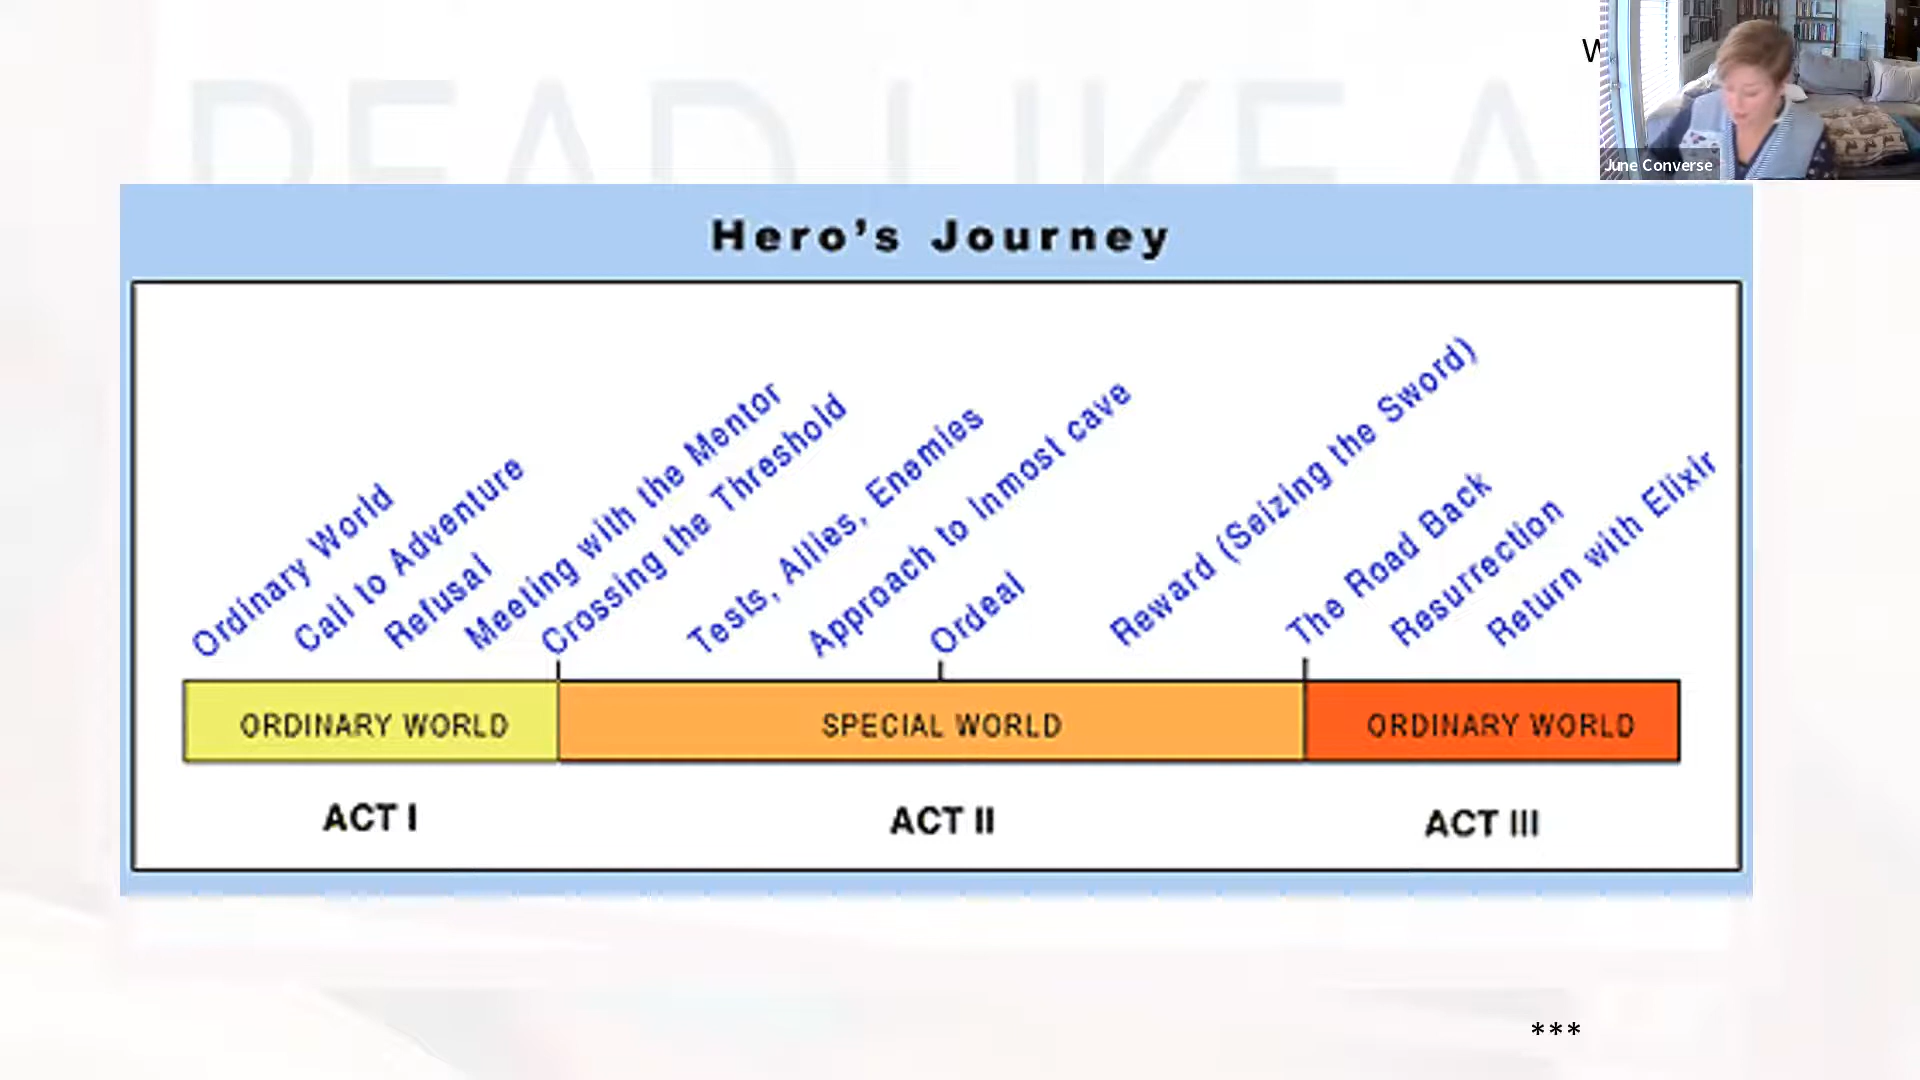 READ LIKE A
W
June Converse
Hero's Journey
Ordinary World
Call to Adventure
Refusal
Meeting with the Mentor
Crossing the Threshold
Tests, Allies, Enemies
Approach to Inmost cave
Ordeal
Reward (Seizing the Sword)
The Road Back
Resurrection
Return with Elixir
ORDINARY WORLD
SPECIAL WORLD
ORDINARY WORLD
ACT I
ACT II
ACT III
***